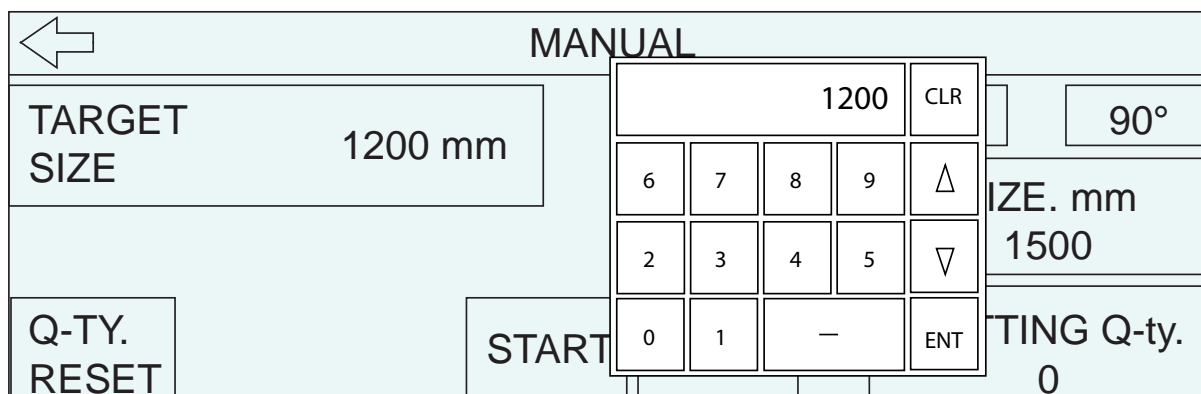 MANUAL
TARGET
SIZE
1200 mm
1200
CLR
90°
6 7 8 9
IZE. mm
1500
2 3 4 5
0 1 – ENT
Q-TY.
RESET
START
TTING Q-ty.
0